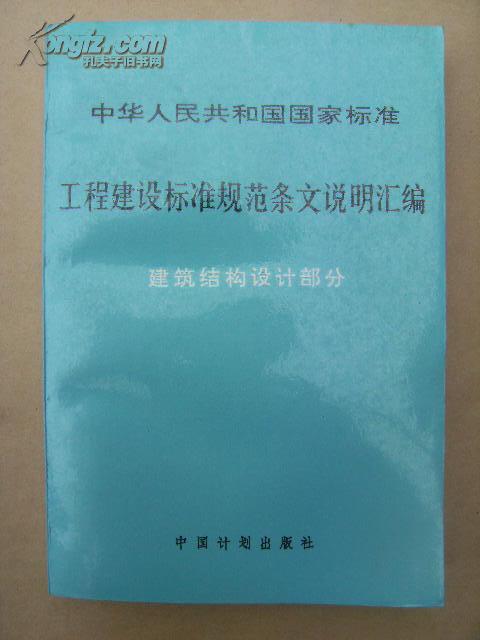 Kongfz.com
孔夫子旧书网
中华人民共和国国家标准
工程建设标准规范条文说明汇编
建筑结构设计部分
中国计划出版社